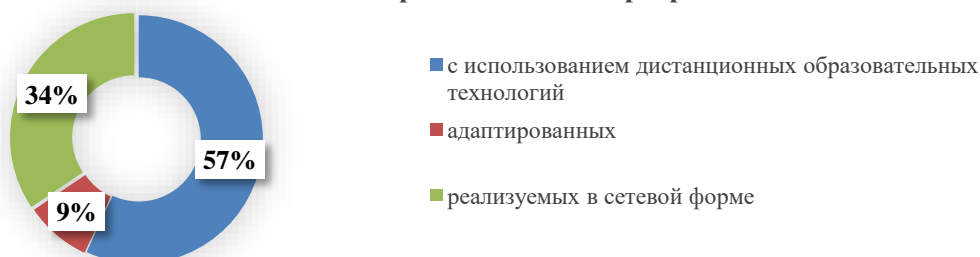 с использованием дистанционных образовательных
технологий
34%
адаптированных
57%
реализуемых в сетевой форме
9%